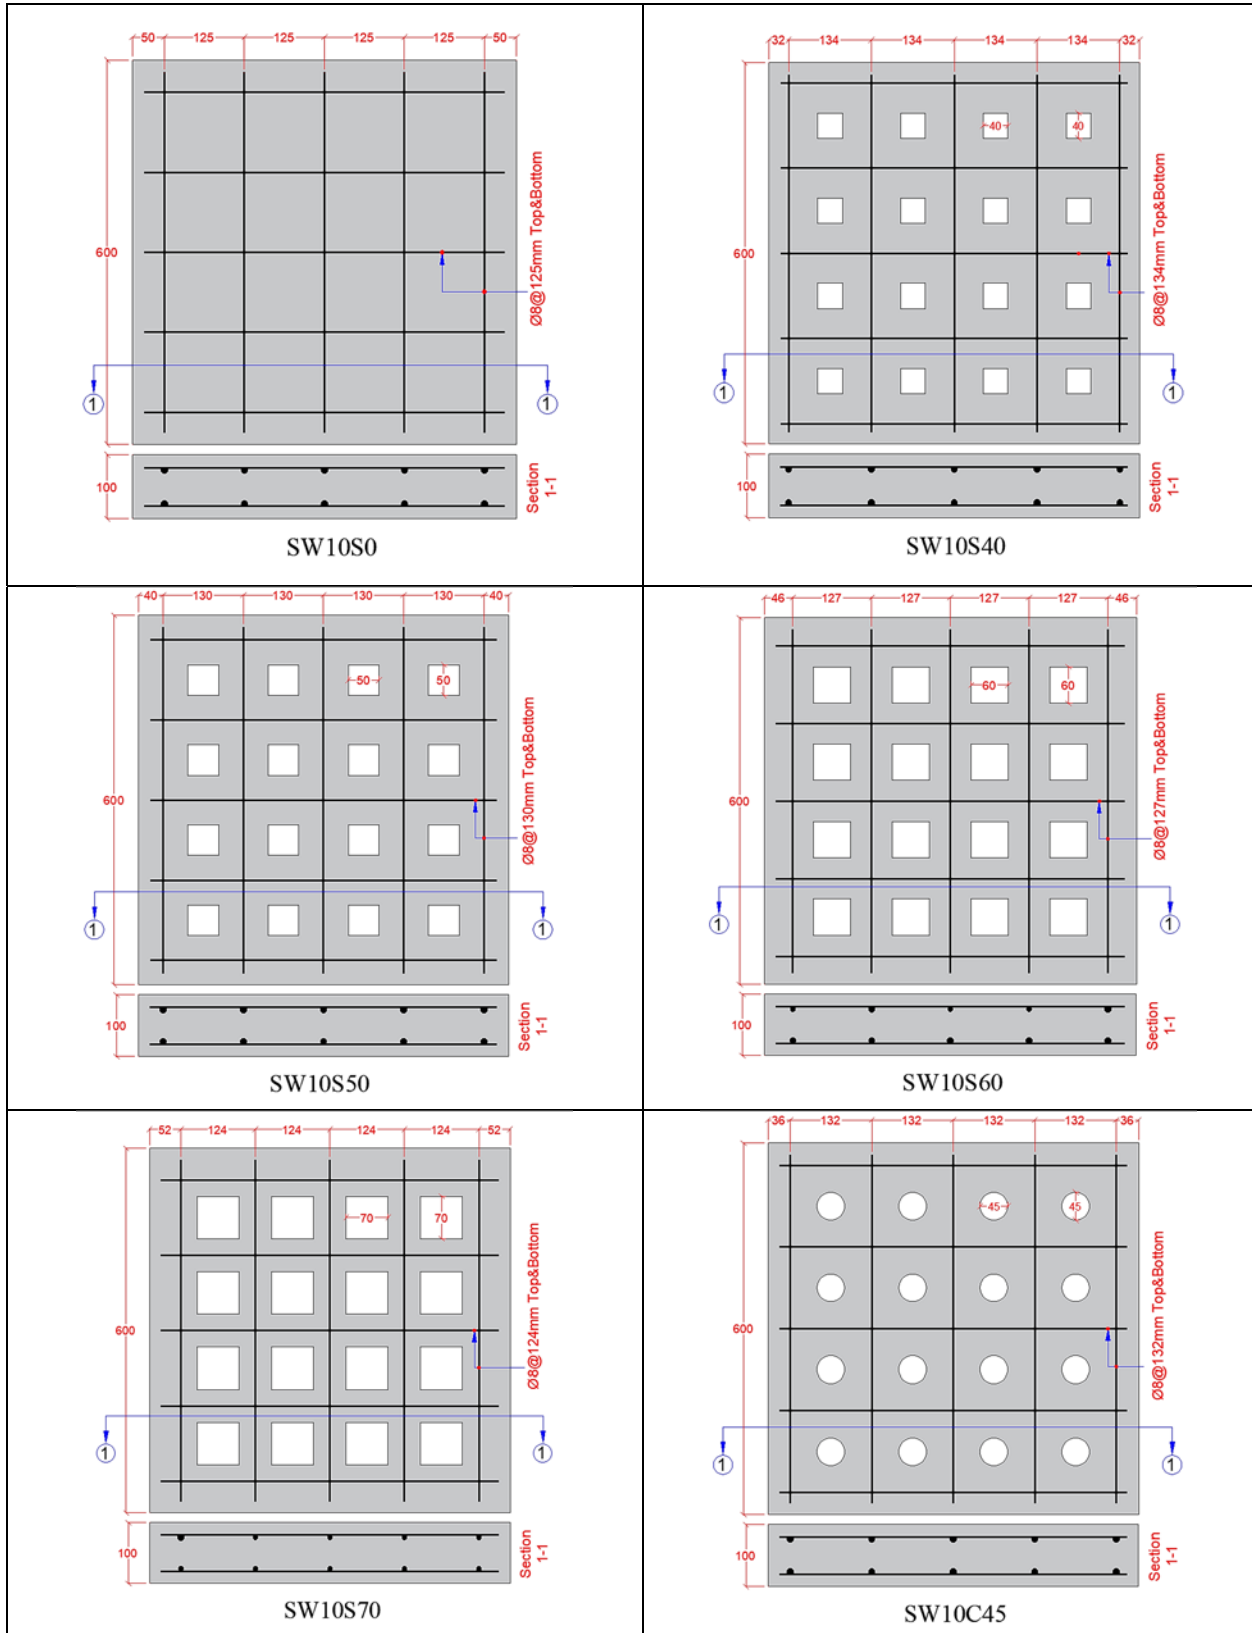 50 125 125 125 125 50
600
Ø8@125mm Top&Bottom
1 1
100
Section
1-1
SW10S0
32 134 134 134 134 32
40 40
600
Ø8@134mm Top&Bottom
1 1
100
Section
1-1
SW10S40
40 130 130 130 130 40
50 50
600
Ø8@130mm Top&Bottom
1 1
100
Section
1-1
SW10S50
46 127 127 127 127 46
60 60
600
Ø8@127mm Top&Bottom
1 1
100
Section
1-1
SW10S60
52 124 124 124 124 52
70 70
600
Ø8@124mm Top&Bottom
1 1
100
Section
1-1
SW10S70
36 132 132 132 132 36
45 45
600
Ø8@132mm Top&Bottom
1 1
100
Section
1-1
SW10C45